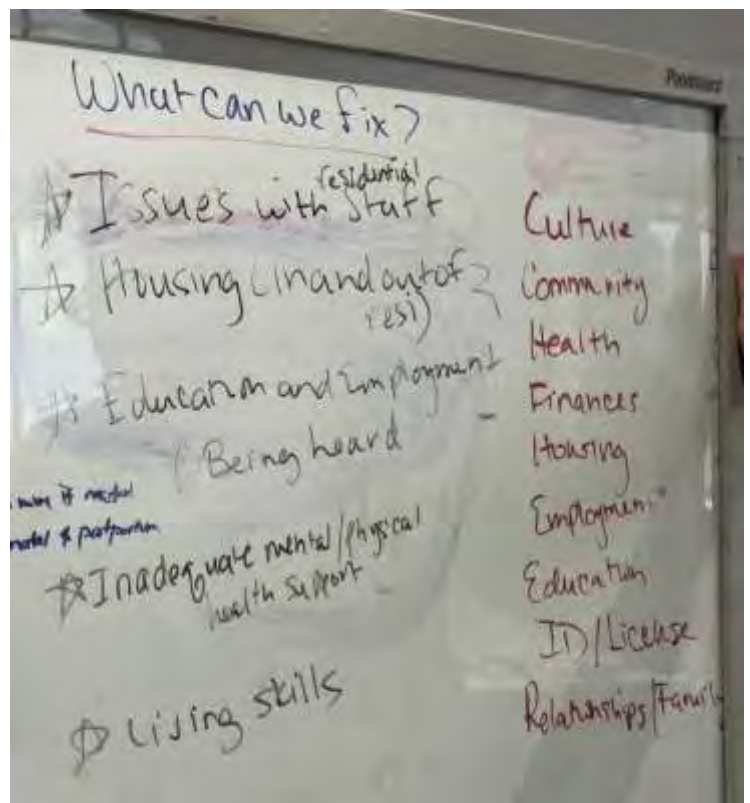 What can we fix?
Issues with residential staff
Housing (in and out of
resi)
Education and Employment
Being heard
& postpartum
Inadequate mental/physical
health support
Living skills
Culture
Community
Health
Finances
Housing
Employment
Education
ID/License
Relationships/Family